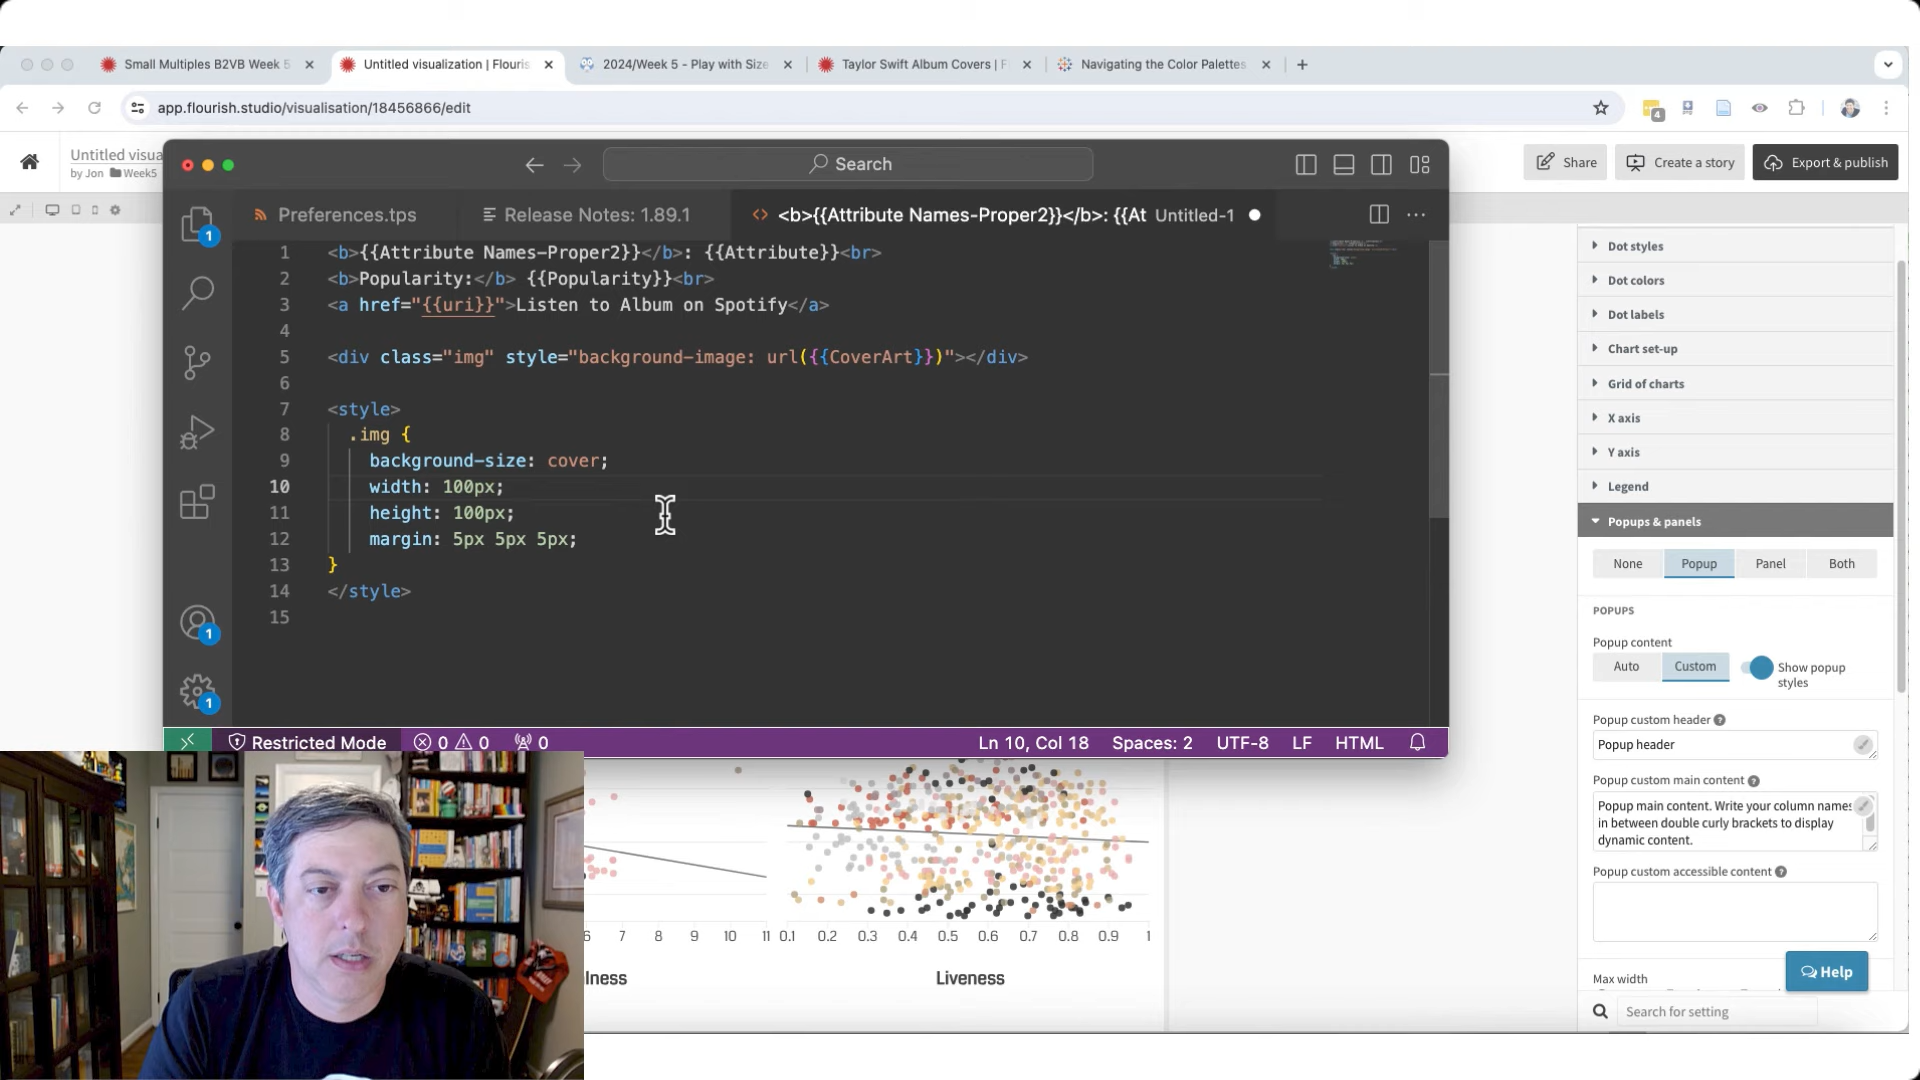 Small Multiples B2VB Week 5
Untitled visualization | Flouris
2024/Week 5 - Play with Size
Taylor Swift Album Covers | F
Navigating the Color Palettes
app.flourish.studio/visualisation/18456866/edit
4
Untitled visua
by Jon Week5
Search
Share
Create a story
Export & publish
Preferences.tps
Release Notes: 1.89.1
<b>{{Attribute Names-Proper2}}</b>: {{At Untitled-1
1 <b>{{Attribute Names-Proper2}}</b>: {{Attribute}}<br>
2 <b>Popularity:</b> {{Popularity}}<br>
3 <a href="{{uri}}">Listen to Album on Spotify</a>
4
5 <div class="img" style="background-image: url({{CoverArt}})"></div>
6
7 <style>
8 .img {
9 background-size: cover;
10 width: 100px;
11 height: 100px;
12 margin: 5px 5px 5px;
13 }
14 </style>
15
1
1
1
Restricted Mode
0 0
0
Ln 10, Col 18
Spaces: 2
UTF-8
LF
HTML
Dot styles
Dot colors
Dot labels
Chart set-up
Grid of charts
X axis
Y axis
Legend
Popups & panels
None Popup Panel Both
POPUPS
Popup content
Auto Custom
Show popup
styles
Popup custom header ?
Popup header
Popup custom main content ?
Popup main content. Write your column names
in between double curly brackets to display
dynamic content.
Popup custom accessible content ?
Max width
Help
Search for setting
6 7 8 9 10 11
0.1 0.2 0.3 0.4 0.5 0.6 0.7 0.8 0.9 1
lness
Liveness